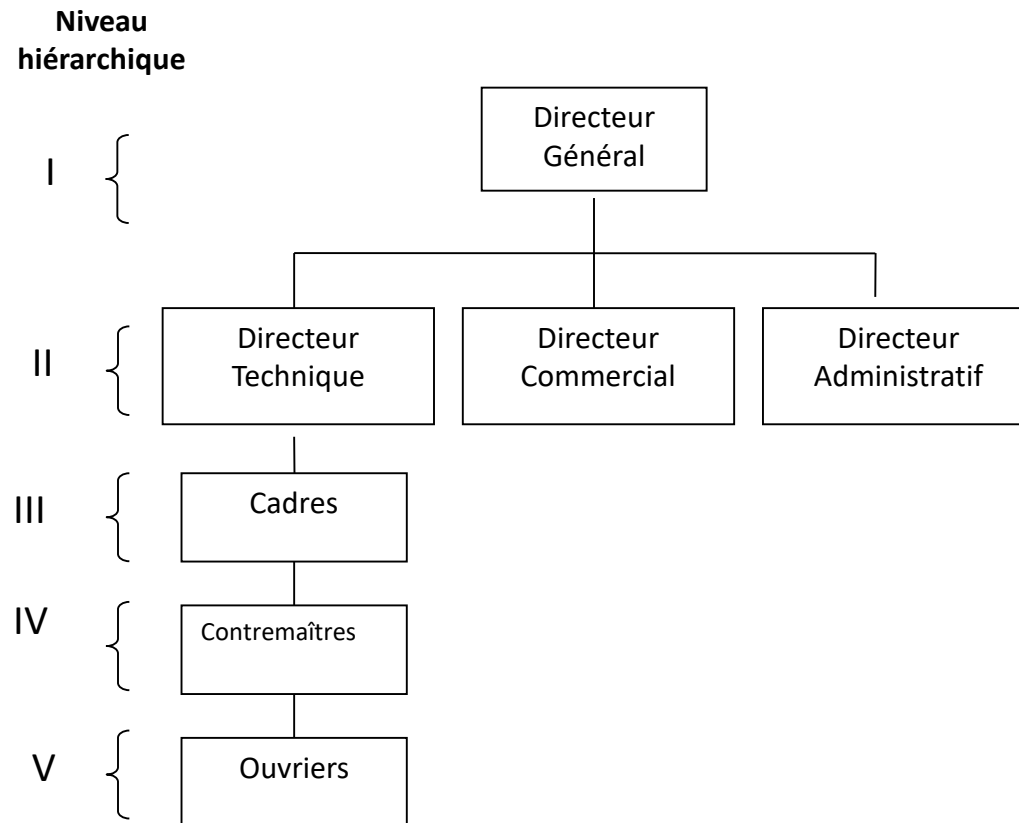 Niveau
hiérarchique
Directeur
Général
I
Directeur
Technique
Directeur
Commercial
Directeur
Administratif
II
III
Cadres
IV
Contremaîtres
V
Ouvriers